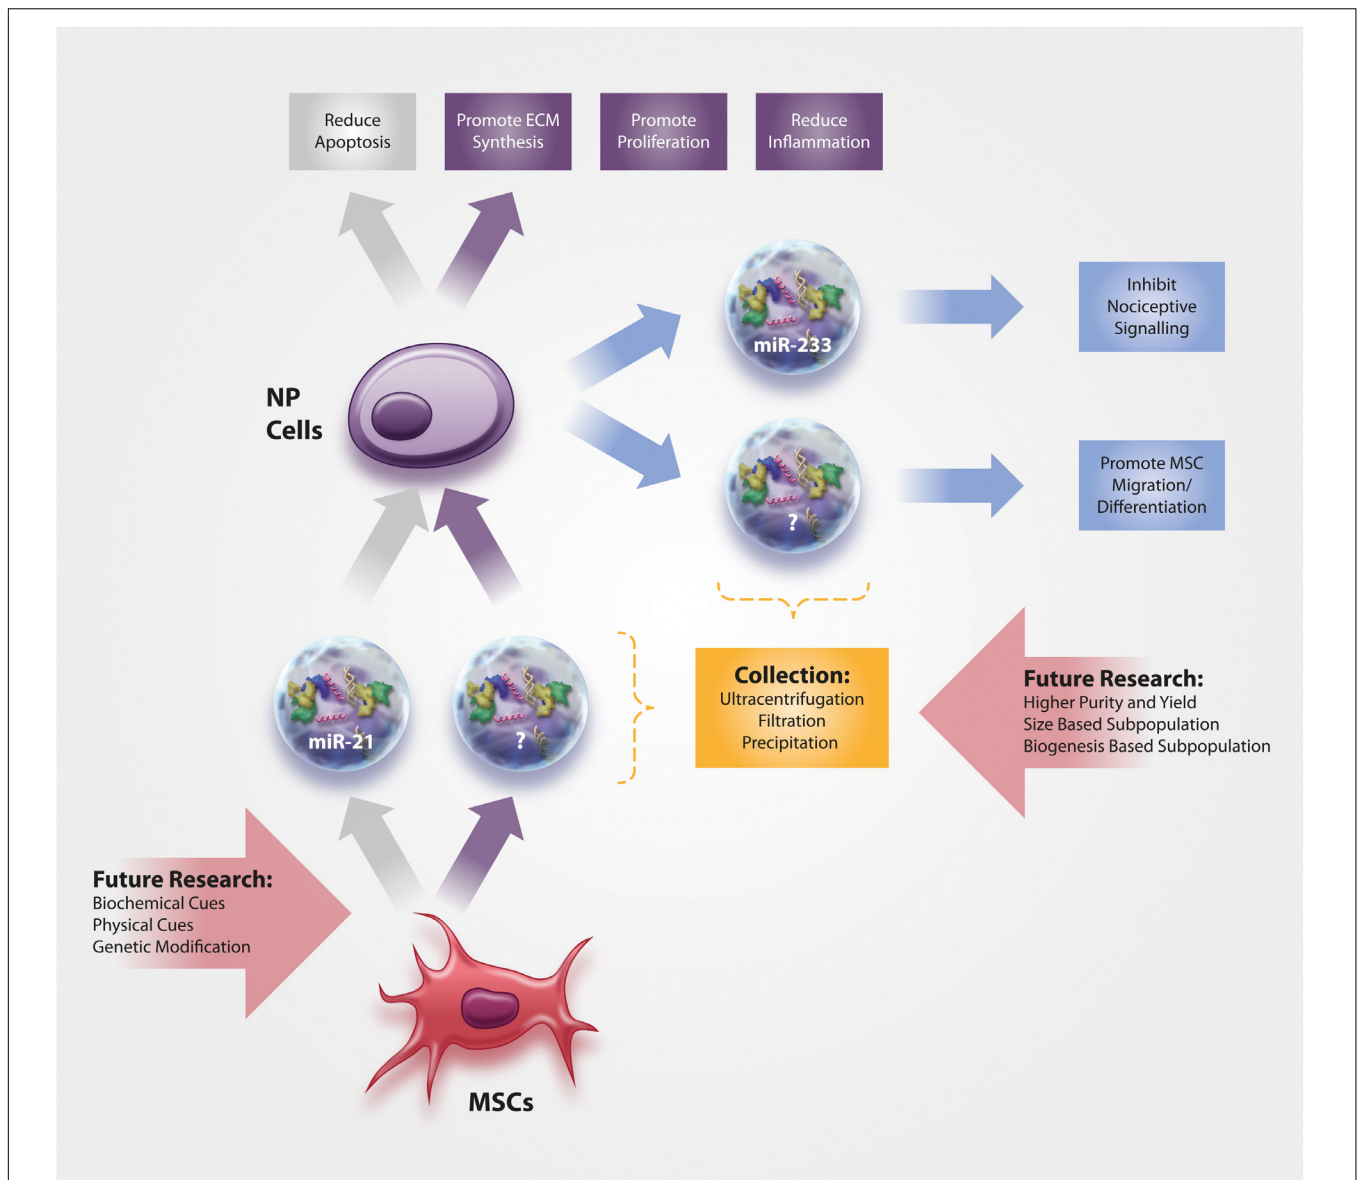 Reduce
Apoptosis
Promote ECM
Synthesis
Promote
Proliferation
Reduce
Inflammation
miR-233
Inhibit
Nociceptive
Signalling
NP
Cells
?
Promote MSC
Migration/
Differentiation
miR-21
?
Collection:
Ultracentrifugation
Filtration
Precipitation
Future Research:
Higher Purity and Yield
Size Based Subpopulation
Biogenesis Based Subpopulation
Future Research:
Biochemical Cues
Physical Cues
Genetic Modification
MSCs